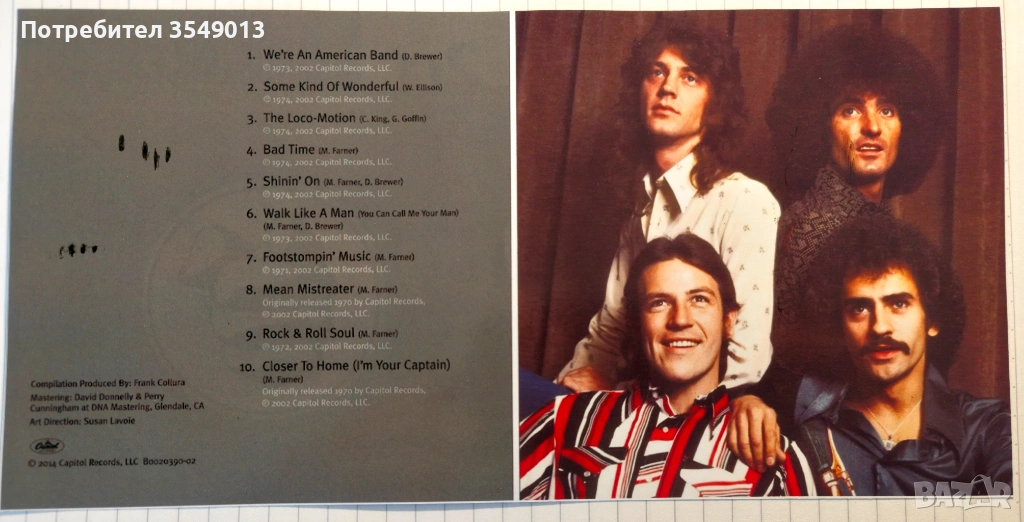 Потребител 3549013
1. We're An American Band (D. Brewer)
℗ 1973, 2002 Capitol Records, LLC.
2. Some Kind Of Wonderful (W. Ellison)
℗ 1974, 2002 Capitol Records, LLC.
3. The Loco-Motion (C. King, G. Goffin)
℗ 1974, 2002 Capitol Records, LLC.
4. Bad Time (M. Farner)
℗ 1974, 2002 Capitol Records, LLC.
5. Shinin' On (M. Farner, D. Brewer)
℗ 1974, 2002 Capitol Records, LLC.
6. Walk Like A Man (You Can Call Me Your Man)
(M. Farner, D. Brewer)
℗ 1973, 2002 Capitol Records, LLC.
7. Footstompin' Music (M. Farner)
℗ 1971, 2002 Capitol Records, LLC.
8. Mean Mistreater (M. Farner)
Originally released 1970 by Capitol Records,
℗ 2002 Capitol Records, LLC.
9. Rock & Roll Soul (M. Farner)
℗ 1972, 2002 Capitol Records, LLC.
10. Closer To Home (I'm Your Captain)
(M. Farner)
Originally released 1970 by Capitol Records,
℗ 2002 Capitol Records, LLC.
Compilation Produced By: Frank Collura
Mastering: David Donnelly & Perry
Cunningham at DNA Mastering, Glendale, CA
Art Direction: Susan Lavoie
Capitol
© 2014 Capitol Records, LLC B0020390-02
BAZAR